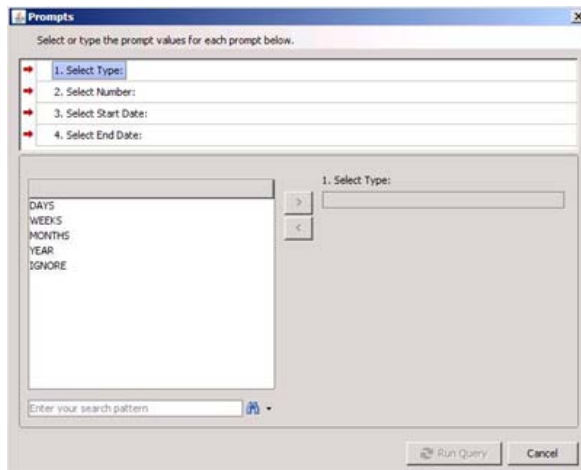 Prompts
Select or type the prompt values for each prompt below.
1. Select Type:
2. Select Number:
3. Select Start Date:
4. Select End Date:
1. Select Type:
>
<
DAYS
WEEKS
MONTHS
YEAR
IGNORE
Enter your search pattern
Run Query Cancel